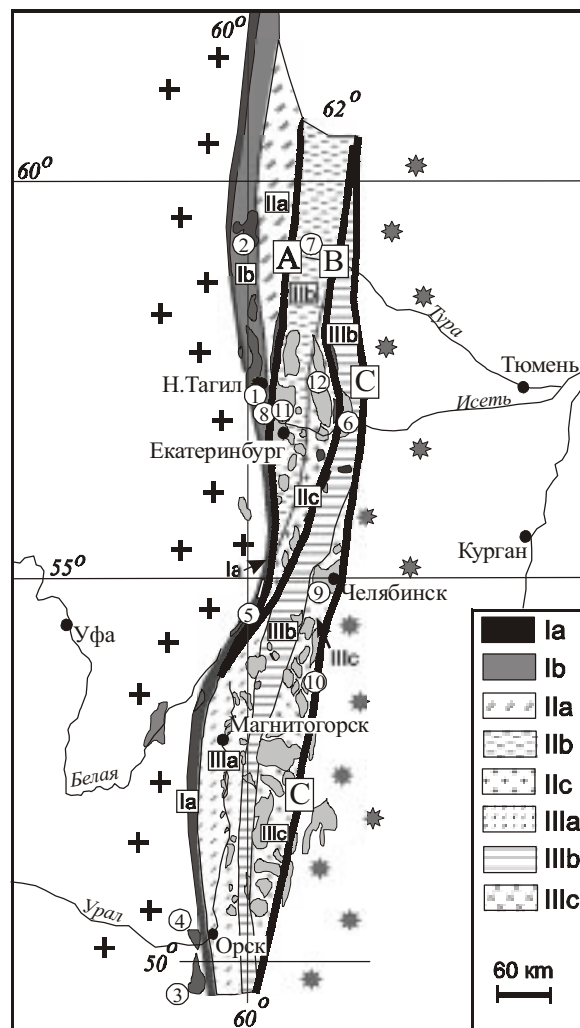 60°
62°
60°
IIa
7
2
A
B
Ib
IIb
IIIb
Тура
C
Тюмень
Н.Тагил
12
1
Исеть
8
11
6
Екатеринбург
IIc
Ia
Курган
55°
9
Челябинск
5
Уфа
IIIb
IIIc
10
Магнитогорск
IIIa
Белая
Ia
C
IIIc
4
Урал
Орск
50°
3
60°
Ia
Ib
IIa
IIb
IIc
IIIa
IIIb
IIIc
60 km